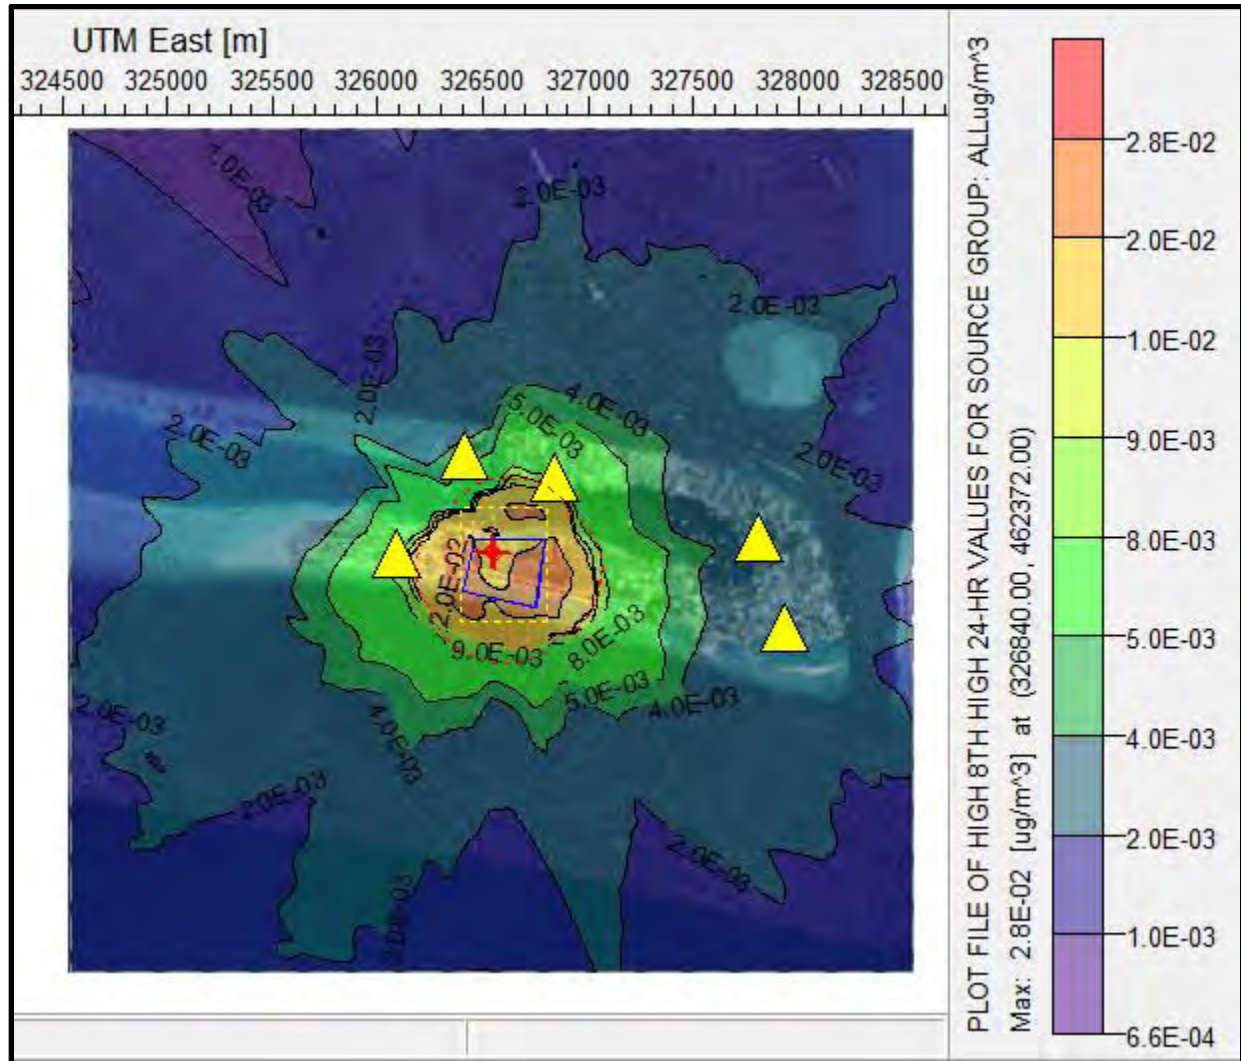 UTM East [m]
324500 325000 325500 326000 326500 327000 327500 328000 328500
1.0E-03
2.0E-03
2.0E-03
2.0E-03
4.0E-03
5.0E-03
2.0E-03
2.0E-03
2.0E-02
9.0E-03
8.0E-03
5.0E-03
4.0E-03
4.0E-03
2.0E-03
2.0E-03
2.0E-03
2.0E-03
PLOT FILE OF HIGH 8TH HIGH 24-HR VALUES FOR SOURCE GROUP: ALLug/m^3
Max: 2.8E-02 [ug/m^3] at (326840.00, 462372.00)
2.8E-02
2.0E-02
1.0E-02
9.0E-03
8.0E-03
5.0E-03
4.0E-03
2.0E-03
1.0E-03
6.6E-04